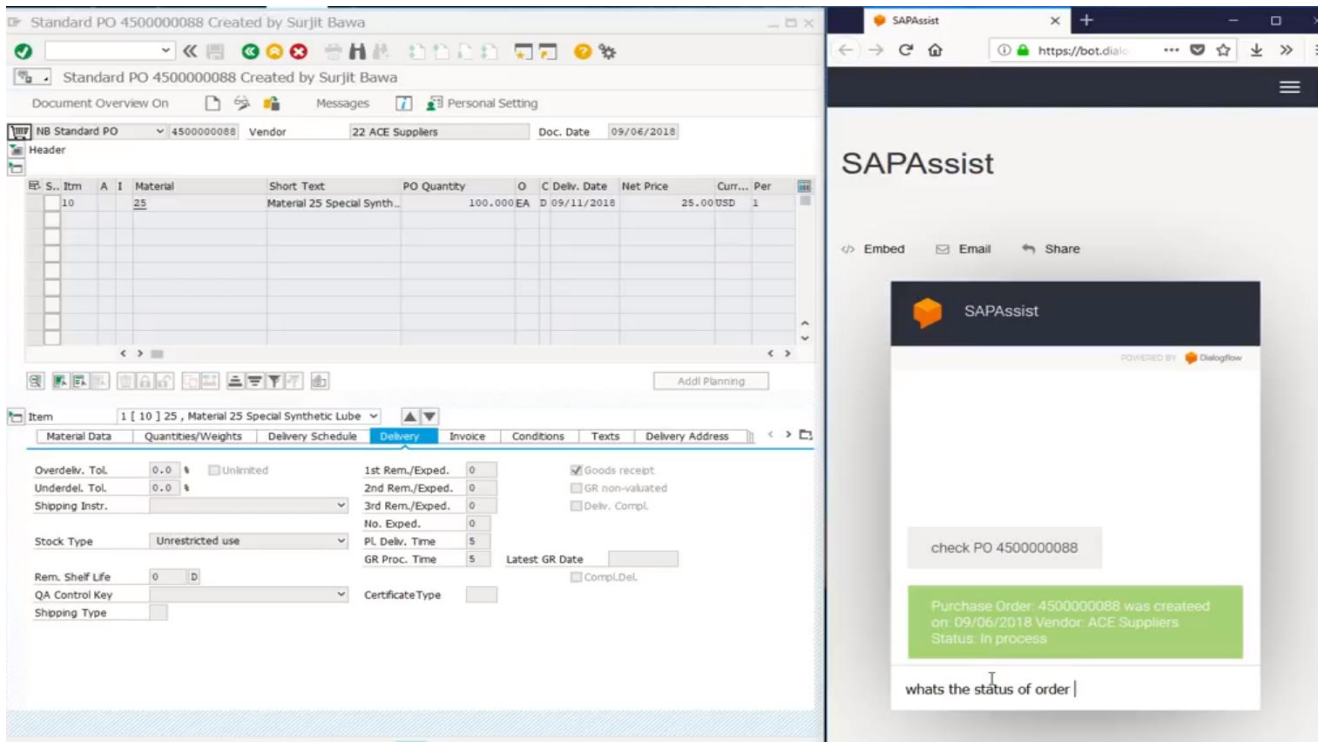 Standard PO 4500000088 Created by Surjit Bawa
Standard PO 4500000088 Created by Surjit Bawa
Document Overview On Messages Personal Setting
NB Standard PO 4500000088 Vendor 22 ACE Suppliers Doc. Date 09/06/2018
Header
S.. Itm A I Material Short Text PO Quantity O C Deliv. Date Net Price Curr... Per
10 25 Material 25 Special Synth.. 100.000 EA D 09/11/2018 25.00 USD 1
Addl Planning
Item 1 [ 10 ] 25 , Material 25 Special Synthetic Lube
Material Data Quantities/Weights Delivery Schedule Delivery Invoice Conditions Texts Delivery Address
Overdeliv. Tol. 0.0 % Unlimited 1st Rem./Exped. 0 Goods receipt
Underdel. Tol. 0.0 % 2nd Rem./Exped. 0 GR non-valuated
Shipping Instr. 3rd Rem./Exped. 0 Deliv. Compl.
No. Exped. 0
Stock Type Unrestricted use Pl. Deliv. Time 5
GR Proc. Time 5 Latest GR Date
Rem. Shelf Life 0 D Compl.Del.
QA Control Key Certificate Type
Shipping Type
SAPAssist
https://bot.dialo
SAPAssist
Embed Email Share
SAPAssist
POWERED BY Dialogflow
check PO 4500000088
Purchase Order: 4500000088 was createed
on: 09/06/2018 Vendor: ACE Suppliers
Status: In process
whats the status of order